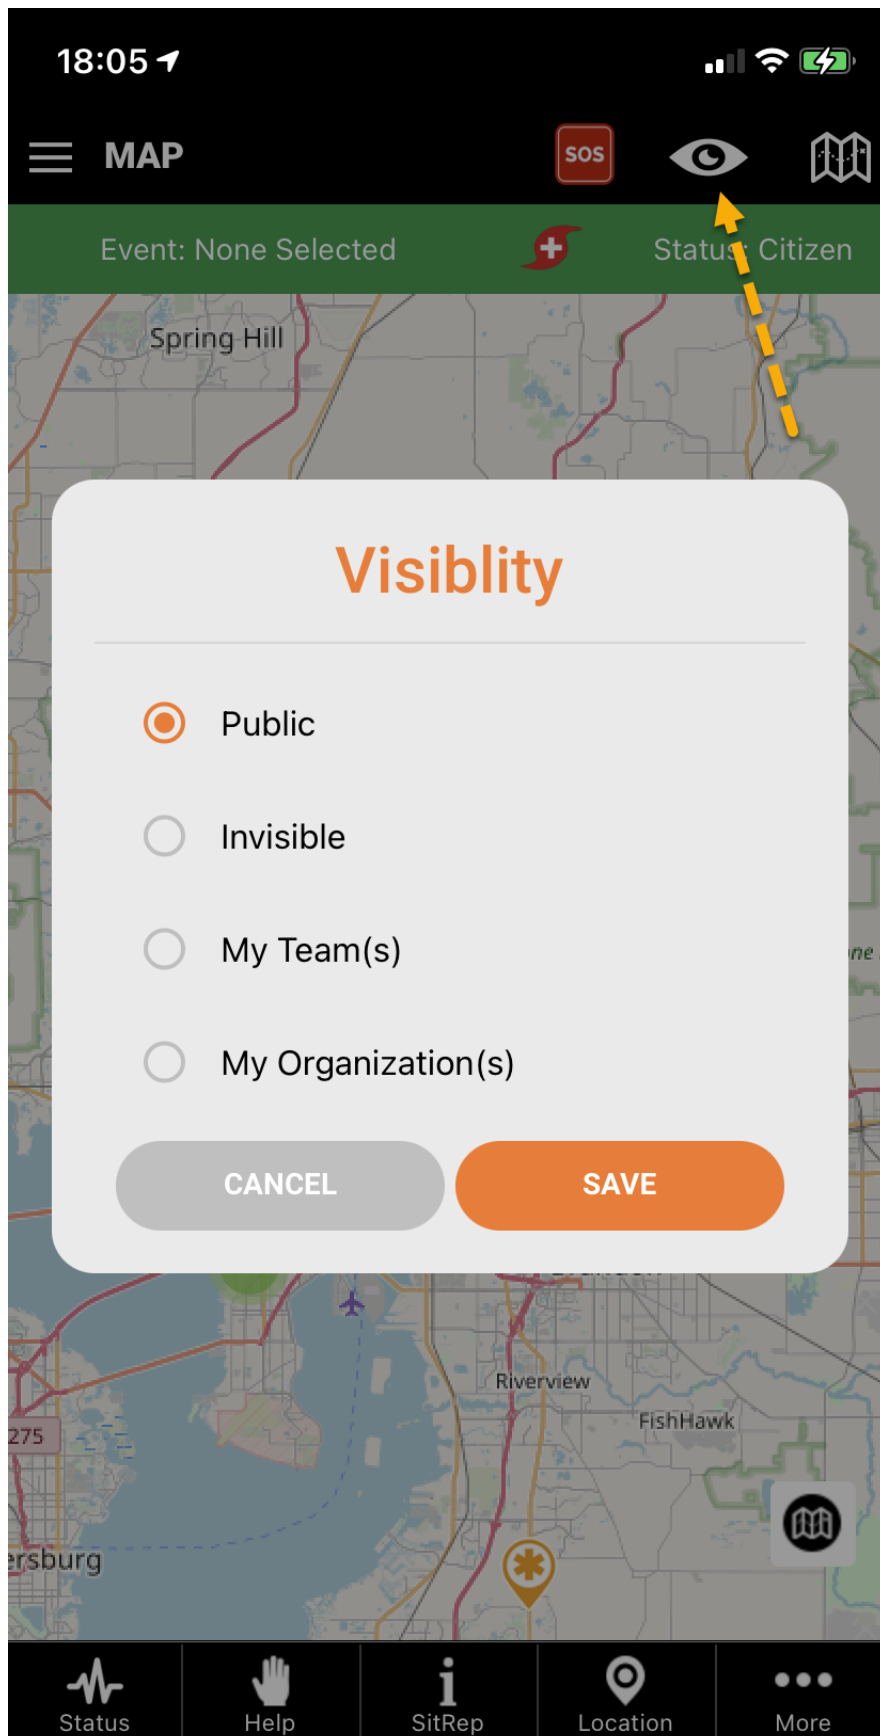 18:05
MAP
SOS
Event: None Selected
Status: Citizen
Spring Hill
Visiblity
Public
Invisible
My Team(s)
My Organization(s)
CANCEL
SAVE
Riverview
FishHawk
275
ersburg
Status
Help
SitRep
Location
More